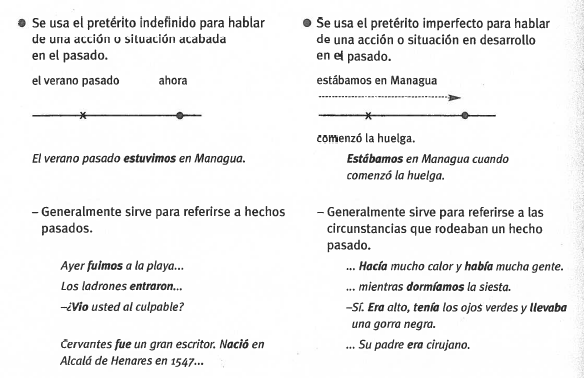 ● Se usa el pretérito indefinido para hablar
de una acción o situación acabada
en el pasado.
el verano pasado ahora
x
El verano pasado estuvimos en Managua.
– Generalmente sirve para referirse a hechos
pasados.
Ayer fuimos a la playa...
Los ladrones entraron...
–¿Vio usted al culpable?
Cervantes fue un gran escritor. Nació en
Alcalá de Henares en 1547...
● Se usa el pretérito imperfecto para hablar
de una acción o situación en desarrollo
en el pasado.
estábamos en Managua
x
comenzó la huelga.
Estábamos en Managua cuando
comenzó la huelga.
– Generalmente sirve para referirse a las
circunstancias que rodeaban un hecho
pasado.
... Hacía mucho calor y había mucha gente.
... mientras dormíamos la siesta.
–Sí. Era alto, tenía los ojos verdes y llevaba
una gorra negra.
... Su padre era cirujano.